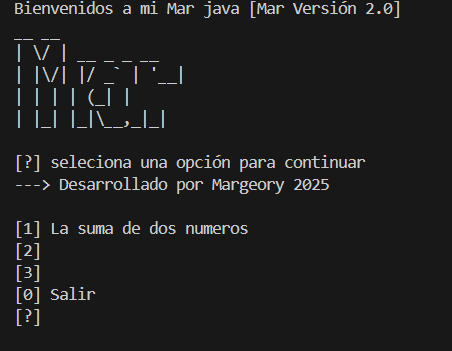 Bienvenidos a mi Mar java [Mar Versión 2.0]
__ __
| \/ | __ _ _ __
| |\/| |/ _` | '__|
| | | | (_| |
|_| |_|\__,_|_|
[?] seleciona una opción para continuar
---> Desarrollado por Margeory 2025
[1] La suma de dos numeros
[2]
[3]
[0] Salir
[?]